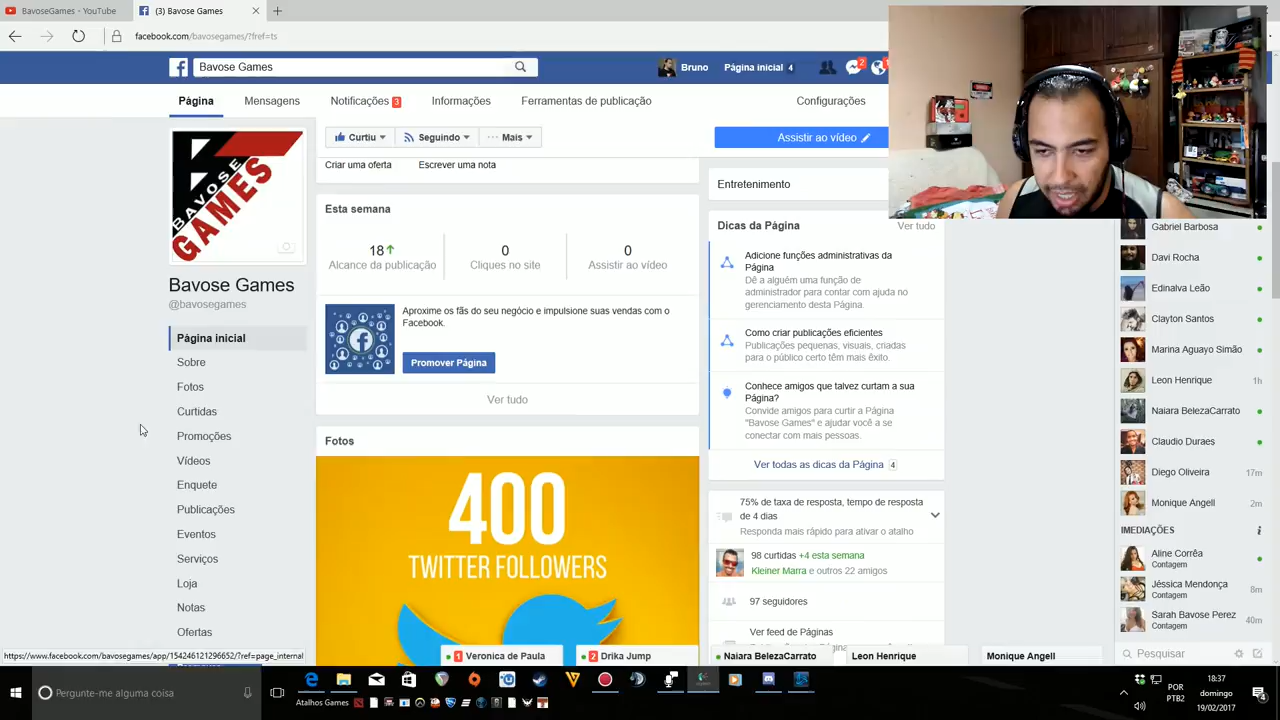 BavoseGames - YouTube
(3) Bavose Games
facebook.com/bavosegames/?fref=ts
Bavose Games
Bruno
Página inicial 4
2
Página
Mensagens
Notificações 3
Informações
Ferramentas de publicação
Configurações
Curtiu
Seguindo
Mais
Assistir ao vídeo
Criar uma oferta
Escrever uma nota
BAVOSE
GAMES
Bavose Games
@bavosegames
Página inicial
Sobre
Fotos
Curtidas
Promoções
Vídeos
Enquete
Publicações
Eventos
Serviços
Loja
Notas
Ofertas
https://www.facebook.com/bavosegames/app/154246121296652/?ref=page_internal
Esta semana
18
Alcance da publicação
0
Cliques no site
0
Assistir ao vídeo
Aproxime os fãs do seu negócio e impulsione suas vendas com o
Facebook.
Promover Página
Ver tudo
Fotos
400
TWITTER FOLLOWERS
Entretenimento
Dicas da Página
Ver tudo
Adicione funções administrativas da
Página
Dê a alguém uma função de
administrador para contar com ajuda no
gerenciamento desta Página.
Como criar publicações eficientes
Publicações pequenas, visuais, criadas
para o público certo têm mais êxito.
Conhece amigos que talvez curtam a sua
Página?
Convide amigos para curtir a Página
"Bavose Games" e ajudar você a se
conectar com mais pessoas.
Ver todas as dicas da Página 4
75% de taxa de resposta, tempo de resposta
de 4 dias
Responda mais rápido para ativar o atalho
98 curtidas +4 esta semana
Kleiner Marra e outros 22 amigos
97 seguidores
Ver feed de Páginas
Gabriel Barbosa
Davi Rocha
Edinalva Leão
Clayton Santos
Marina Aguayo Simão
Leon Henrique 1h
Naiara BelezaCarrato
Claudio Duraes
Diego Oliveira 17m
Monique Angell 2m
IMEDIAÇÕES
Aline Corrêa
Contagem
Jéssica Mendonça 8m
Contagem
Sarah Bavose Perez 40m
Contagem
Pesquisar
1 Veronica de Paula
2 Drika Jump
Naiara BelezaCarrato
Leon Henrique
Monique Angell
Pergunte-me alguma coisa
Atalhos Games
POR
PTB2
18:37
domingo
19/02/2017
4